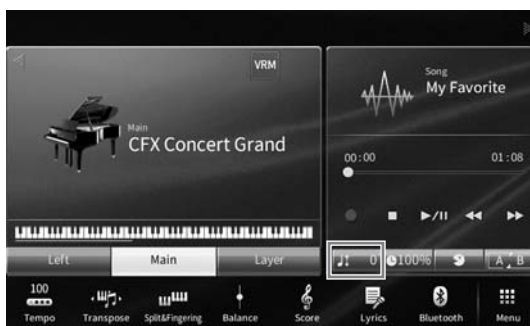 VRM
Main
CFX Concert Grand
Left
Main
Layer
Song
My Favorite
00:00
01:08
0
100%
A B
100
Tempo
Transpose
Split&Fingering
Balance
Score
Lyrics
Bluetooth
Menu